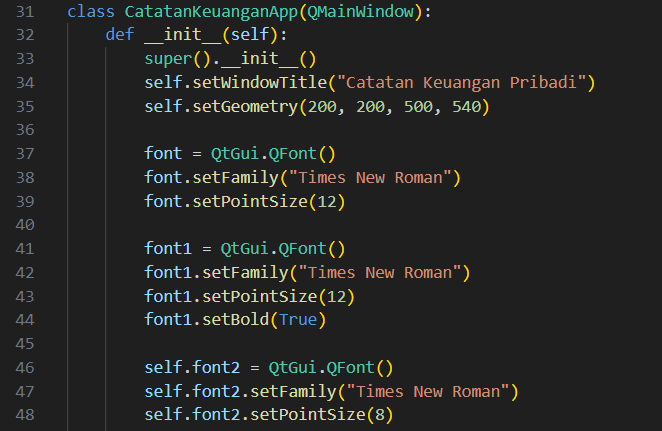 31 class CatatanKeuanganApp(QMainWindow):
32     def __init__(self):
33         super().__init__()
34         self.setWindowTitle("Catatan Keuangan Pribadi")
35         self.setGeometry(200, 200, 500, 540)
36
37         font = QtGui.QFont()
38         font.setFamily("Times New Roman")
39         font.setPointSize(12)
40
41         font1 = QtGui.QFont()
42         font1.setFamily("Times New Roman")
43         font1.setPointSize(12)
44         font1.setBold(True)
45
46         self.font2 = QtGui.QFont()
47         self.font2.setFamily("Times New Roman")
48         self.font2.setPointSize(8)